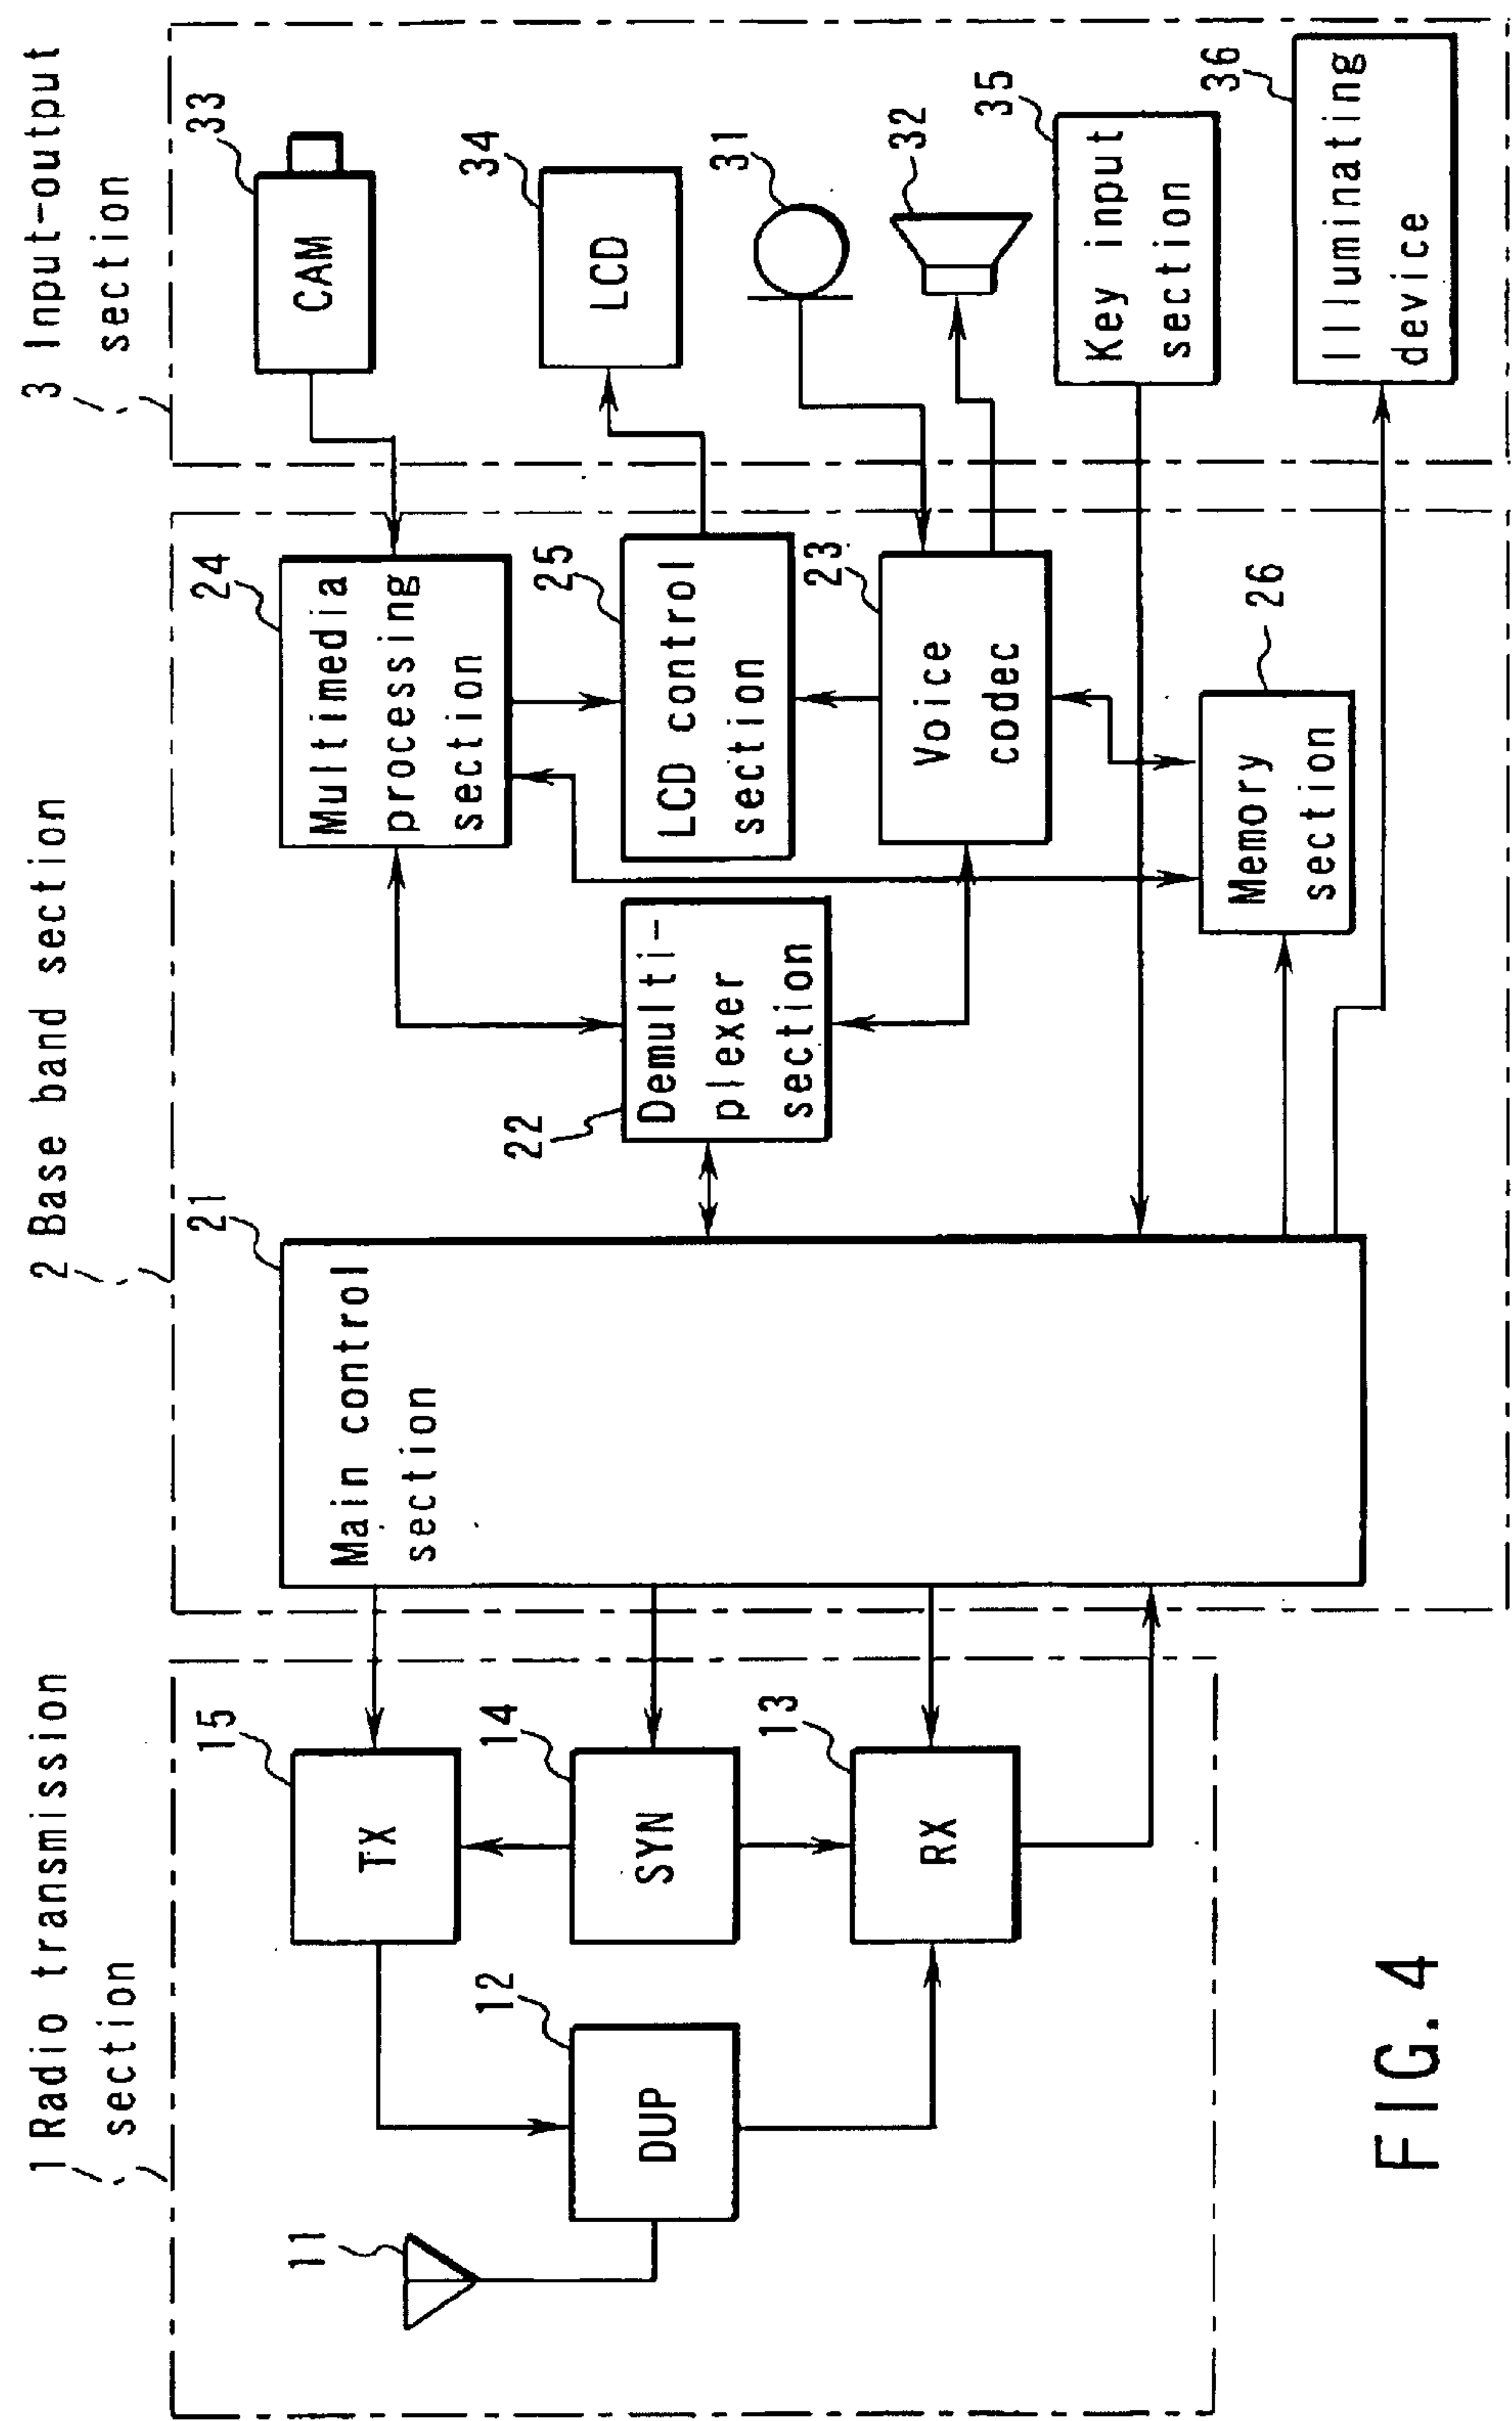 1 Radio transmission
section
2 Base band section
3 Input-output
section
11
12
DUP
15
TX
14
SYN
13
RX
21
Main control
section
22
Demulti-
plexer
section
24
Multimedia
processing
section
25
LCD control
section
23
Voice
codec
26
Memory
section
33
CAM
34
LCD
31
32
35
Key input
section
36
Illuminating
device
FIG. 4